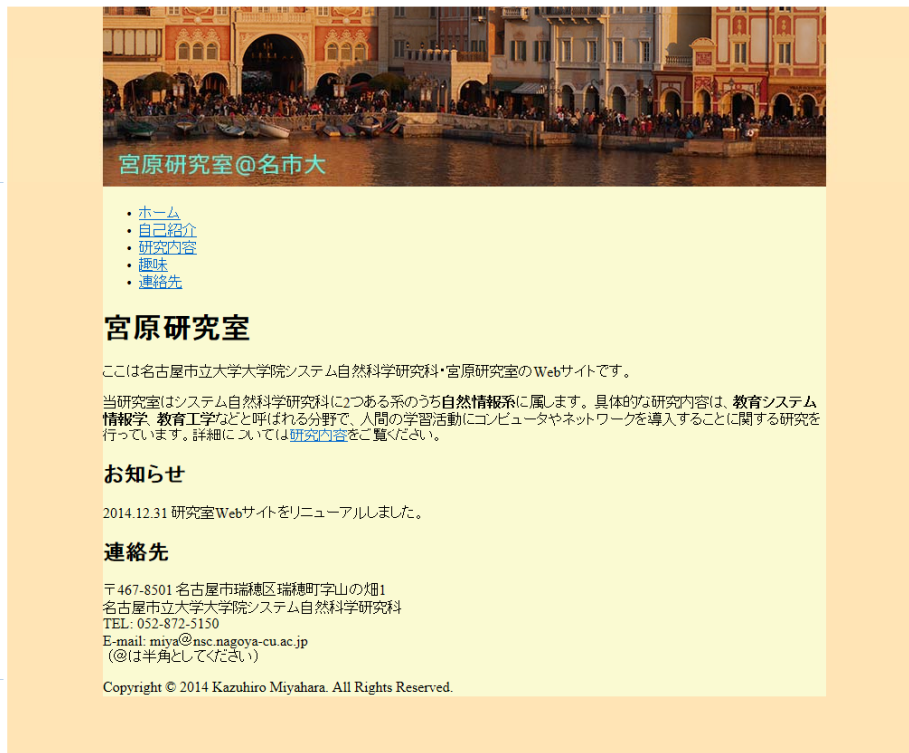 宮原研究室@名市大
• ホーム
• 自己紹介
• 研究内容
• 趣味
• 連絡先
宮原研究室
ここは名古屋市立大学大学院システム自然科学研究科・宮原研究室のWebサイトです。
当研究室はシステム自然科学研究科に2つある系のうち自然情報系に属します。具体的な研究内容は、教育システム
情報学、教育工学などと呼ばれる分野で、人間の学習活動にコンピュータやネットワークを導入することに関する研究を
行っています。詳細については研究内容をご覧ください。
お知らせ
2014.12.31 研究室Webサイトをリニューアルしました。
連絡先
〒467-8501 名古屋市瑞穂区瑞穂町字山の畑1
名古屋市立大学大学院システム自然科学研究科
TEL: 052-872-5150
E-mail: miya＠nsc.nagoya-cu.ac.jp
（＠は半角としてください）
Copyright © 2014 Kazuhiro Miyahara. All Rights Reserved.